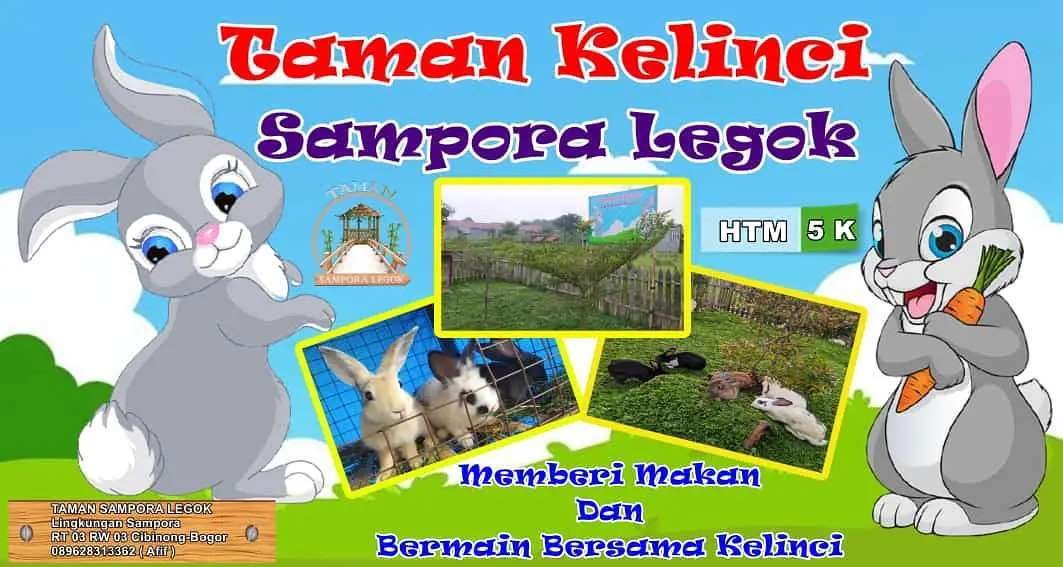 Taman Kelinci
Sampora Legok
TAMAN
SAMPORA LEGOK
HTM 5 K
Memberi Makan
Dan
Bermain Bersama Kelinci
TAMAN SAMPORA LEGOK
Lingkungan Sampora
RT 03 RW 03 Cibinong-Bogor
089628313362 ( Afif )